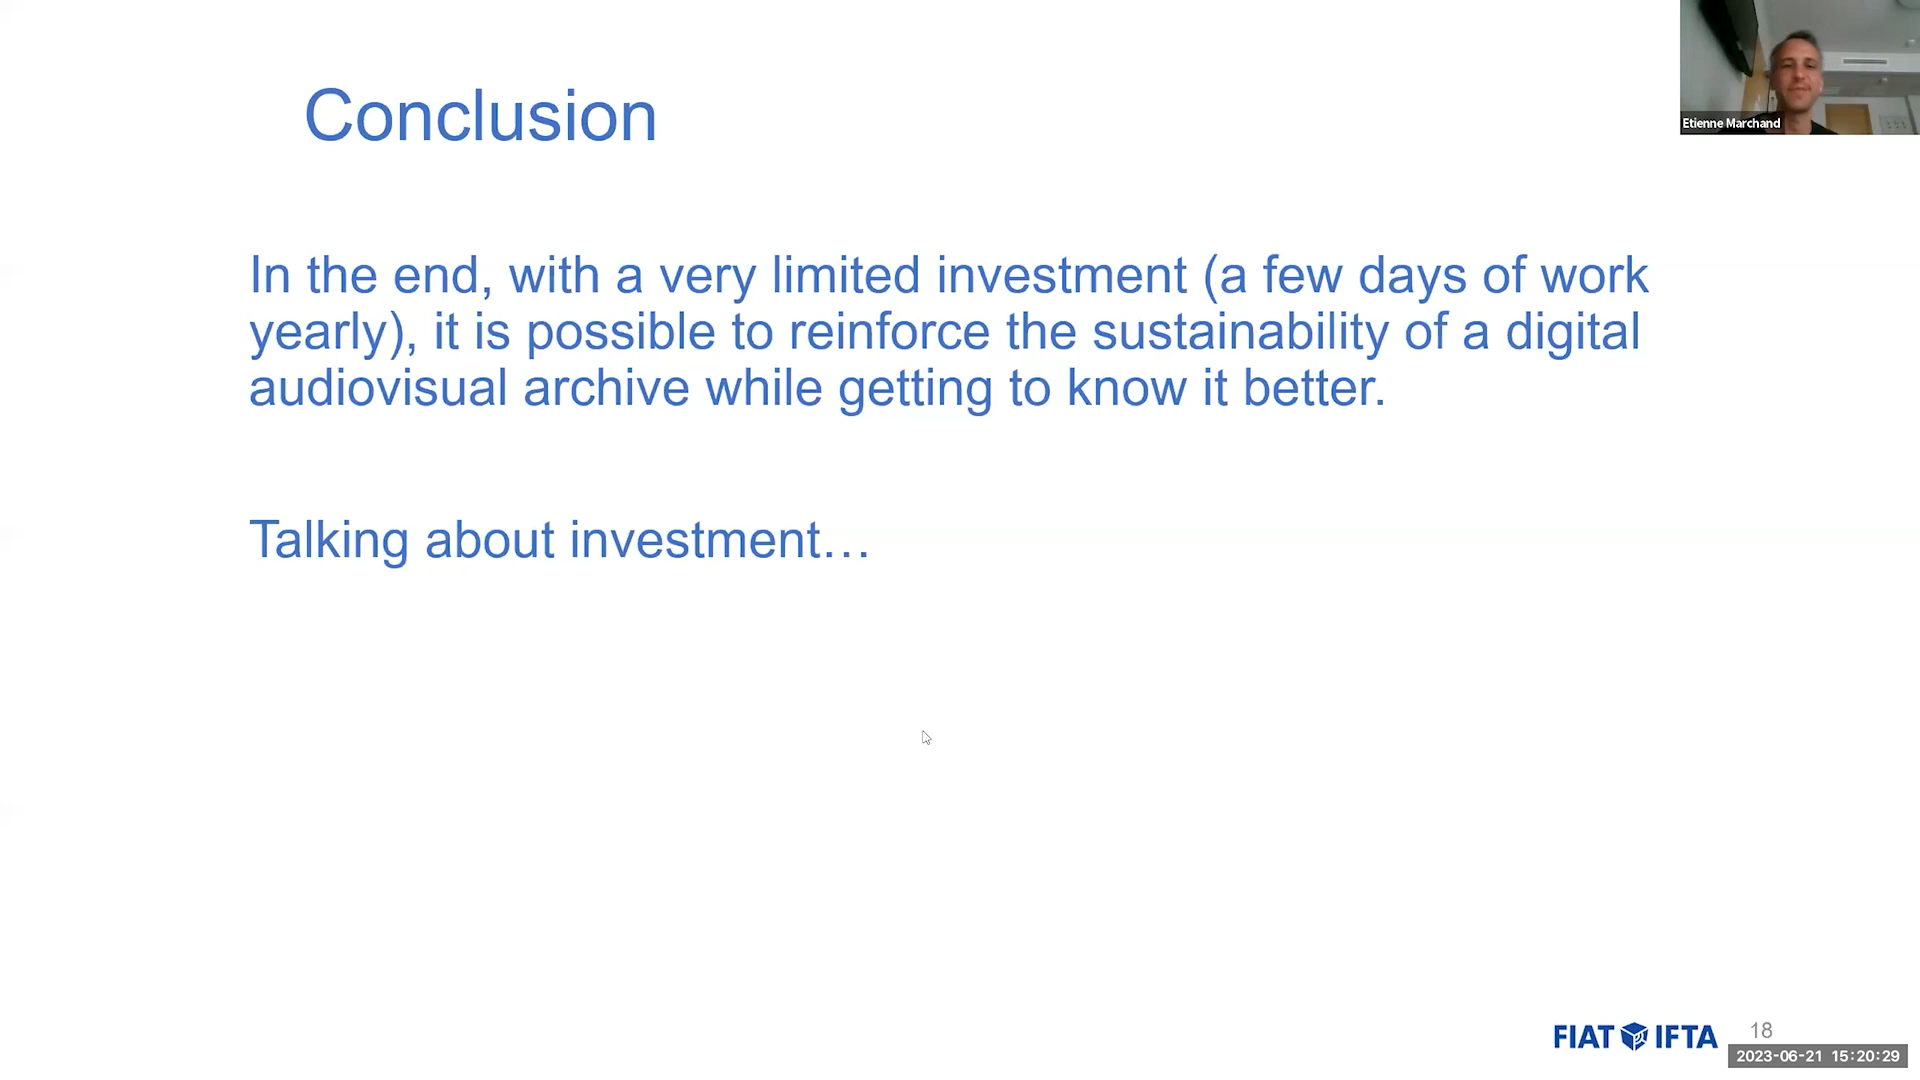 Conclusion
Etienne Marchand
In the end, with a very limited investment (a few days of work
yearly), it is possible to reinforce the sustainability of a digital
audiovisual archive while getting to know it better.
Talking about investment…
FIAT IFTA
18
2023-06-21 15:20:29